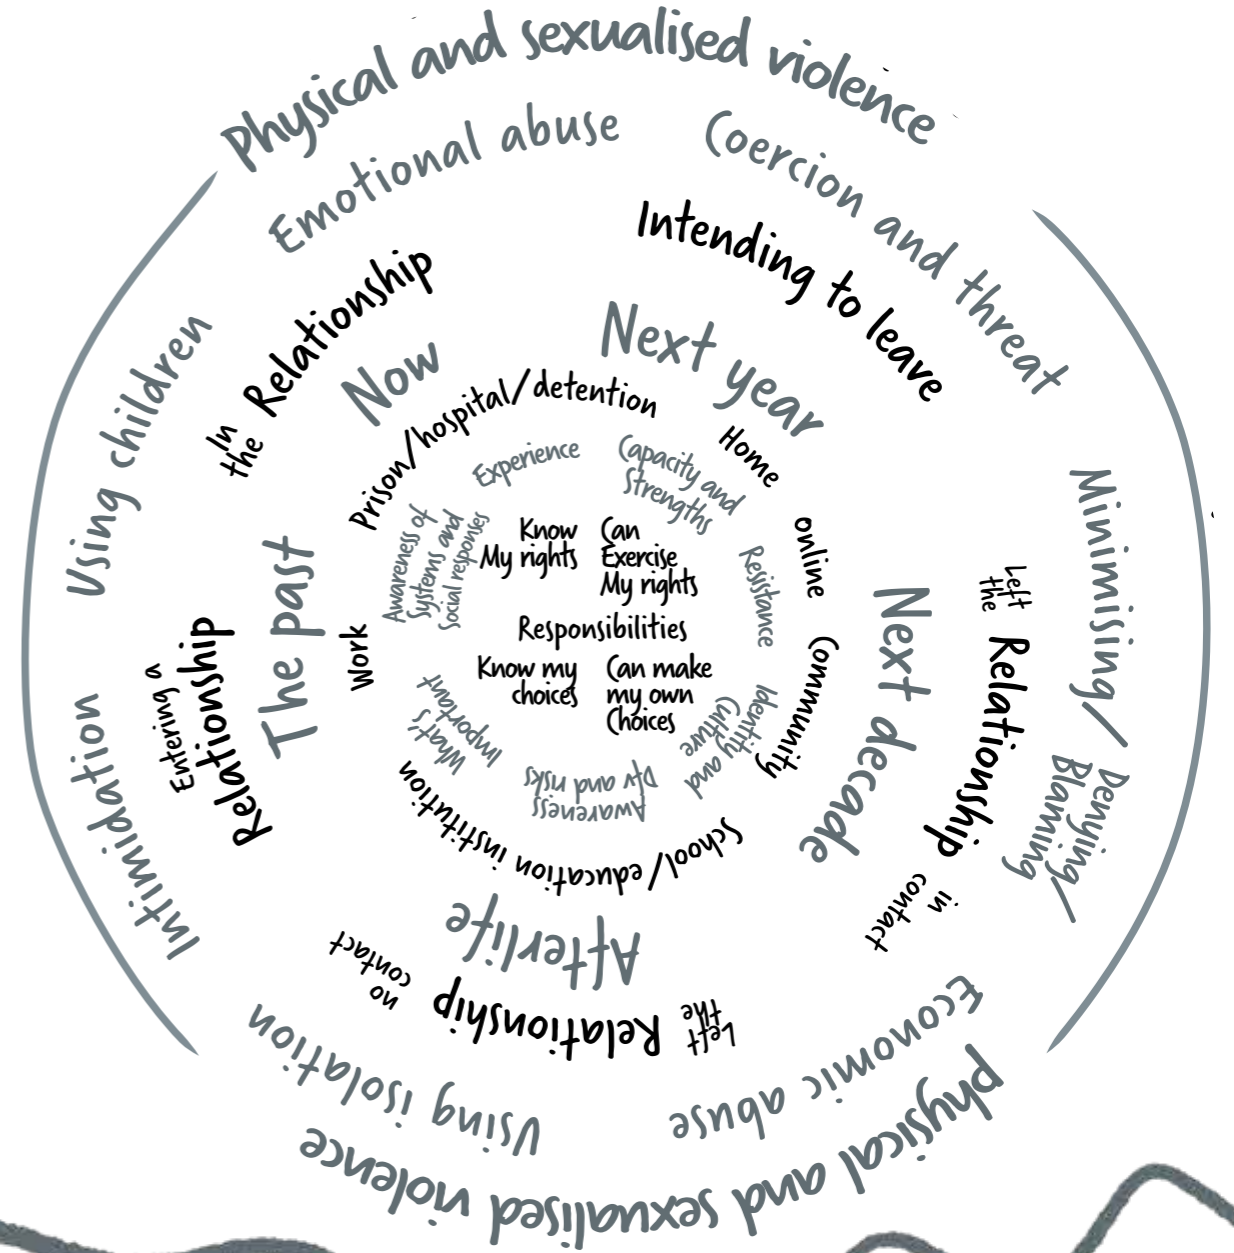 Physical and sexualised violence
Emotional abuse
Coercion and threat
Minimising/
Denying/
Blamming
Economic abuse
Using isolation
Intimidation
Using children
physical and sexualised violence
In
the
Relationship
Intending to leave
Left
the
Relationship
in
contact
Left
the
Relationship
no
contact
Entering a
Relationship
Now
Next year
Next decade
Afterlife
The past
Prison/hospital/detention
Home
online
Community
School/education institution
Work
Experience
Capacity and
Strengths
Resistance
Identity and
Culture
Awareness
Dfv and risks
What's
Important
Awareness of
Systems and
Social responses
Know
My rights
Can
Exercise
My rights
Responsibilities
Know my
choices
Can make
my own
Choices